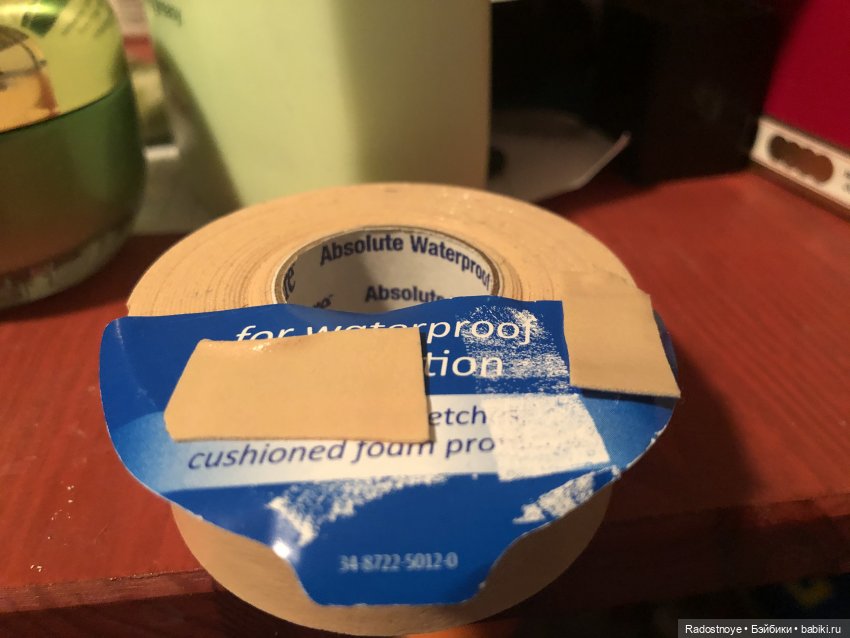 Absolute Waterproof
Absolute
for waterproof
tion
etch
cushioned foam pro
34-8722-5012-0
Radostnoye • Бэйбики • babiki.ru